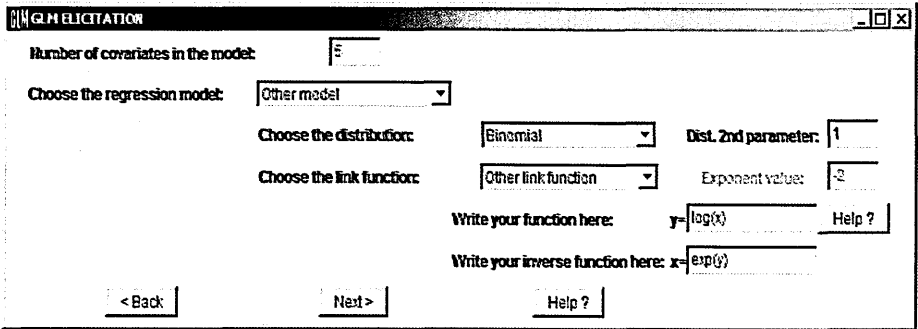 GLM GLM ELICITATION
Number of covariates in the model: 5
Choose the regression model: Other model
Choose the distribution: Binomial Dist. 2nd parameter: 1
Choose the link function: Other link function Exponent value: -2
Write your function here: y= log(x) Help ?
Write your inverse function here: x= exp(y)
< Back Next > Help ?